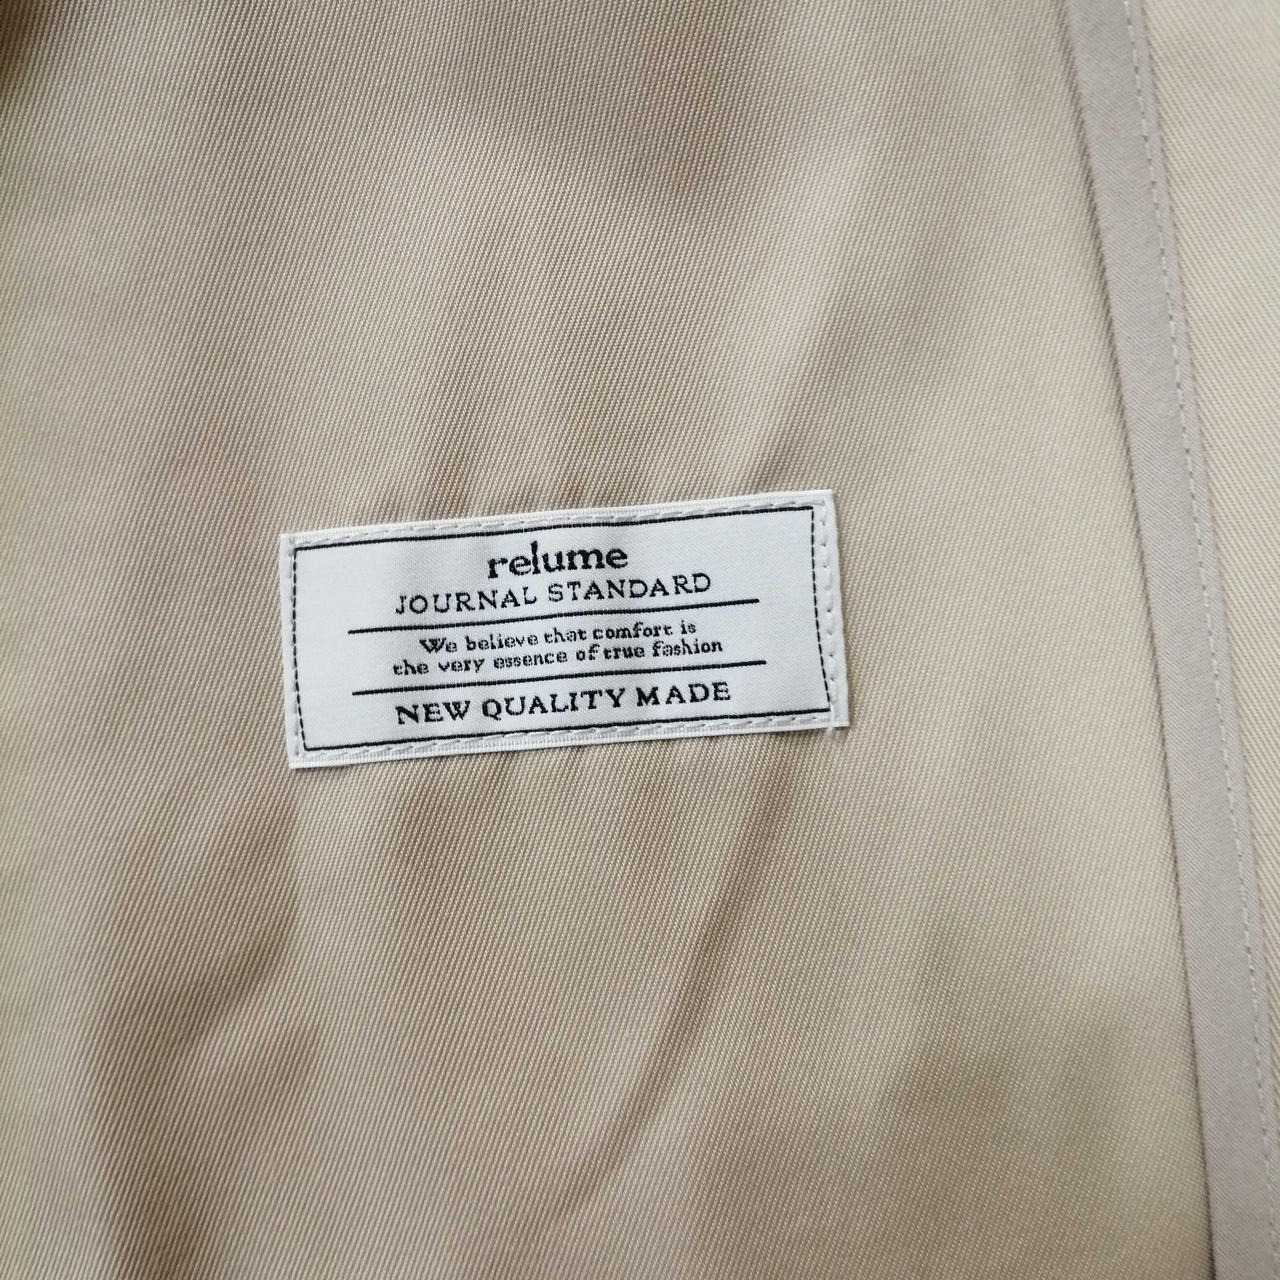 relume
JOURNAL STANDARD
We believe that comfort is
the very essence of true fashion
NEW QUALITY MADE